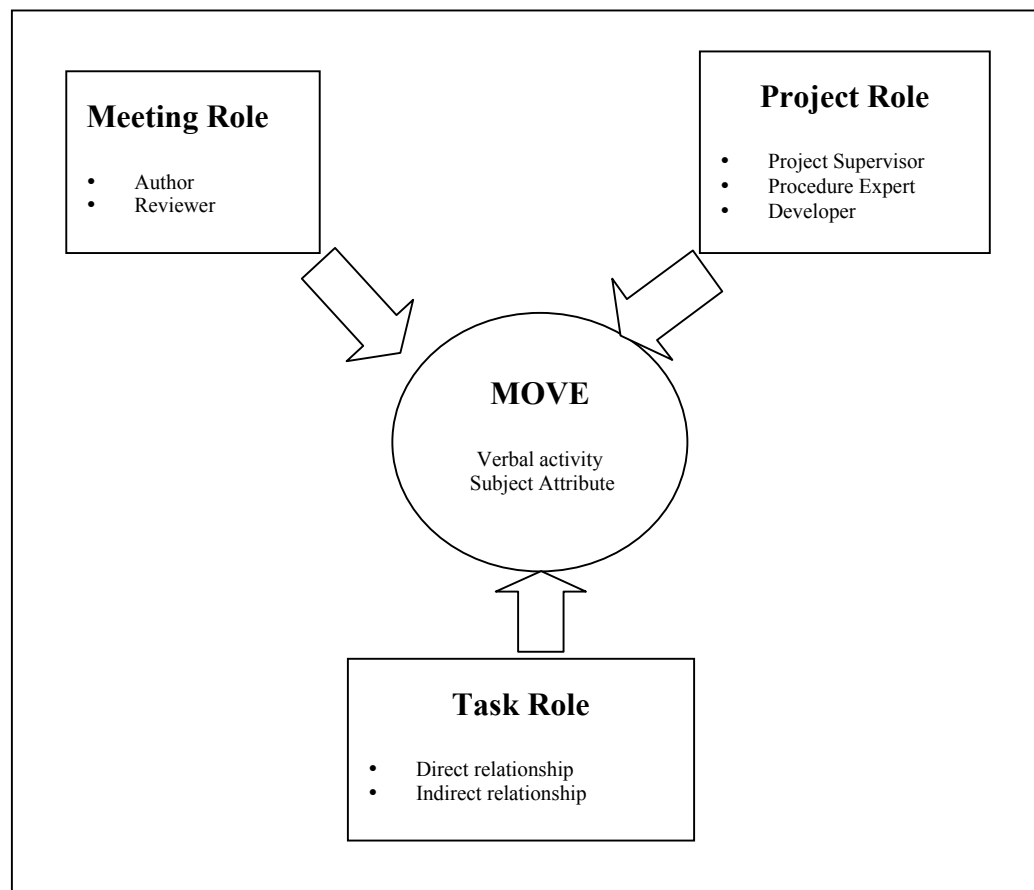 Meeting Role
• Author
• Reviewer
Project Role
• Project Supervisor
• Procedure Expert
• Developer
MOVE
Verbal activity
Subject Attribute
Task Role
• Direct relationship
• Indirect relationship